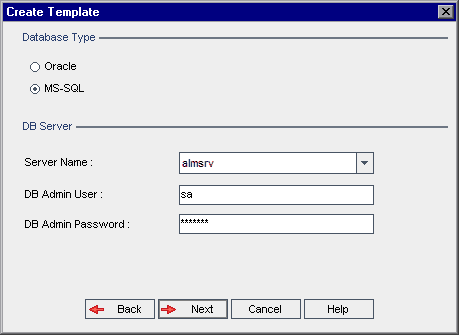 Create Template
Database Type
Oracle
MS-SQL
DB Server
Server Name : almsrv
DB Admin User : sa
DB Admin Password : *******
Back Next Cancel Help